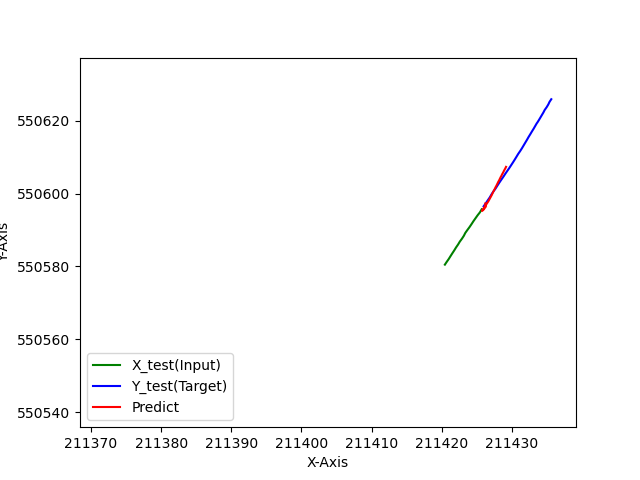 550620
550600
550580
550560
550540
Y-Axis
X_test(Input)
Y_test(Target)
Predict
211370 211380 211390 211400 211410 211420 211430
X-Axis